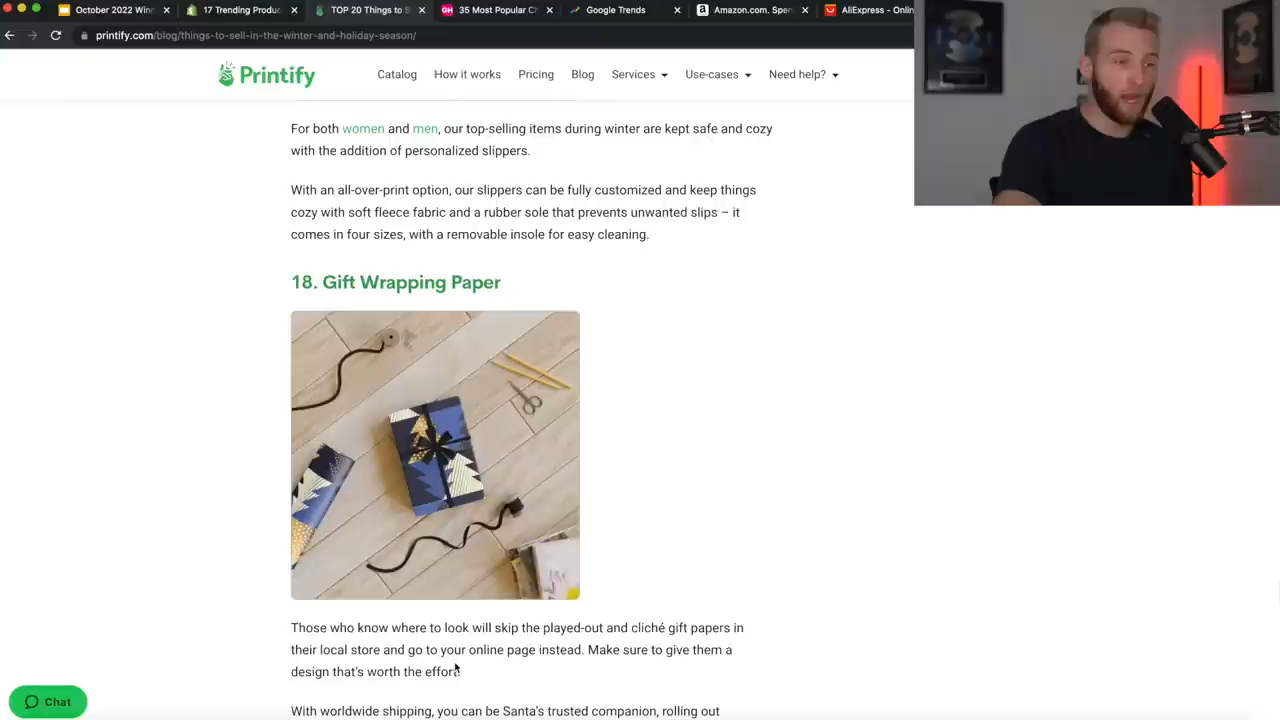 October 2022 Winn
17 Trending Produc
TOP 20 Things to S
35 Most Popular Ch
Google Trends
Amazon.com. Spen
AliExpress - Onlin
printify.com/blog/things-to-sell-in-the-winter-and-holiday-season/
Printify
Catalog
How it works
Pricing
Blog
Services
Use-cases
Need help?
For both women and men, our top-selling items during winter are kept safe and cozy
with the addition of personalized slippers.
With an all-over-print option, our slippers can be fully customized and keep things
cozy with soft fleece fabric and a rubber sole that prevents unwanted slips – it
comes in four sizes, with a removable insole for easy cleaning.
18. Gift Wrapping Paper
Those who know where to look will skip the played-out and cliché gift papers in
their local store and go to your online page instead. Make sure to give them a
design that's worth the effort.
With worldwide shipping, you can be Santa's trusted companion, rolling out
Chat